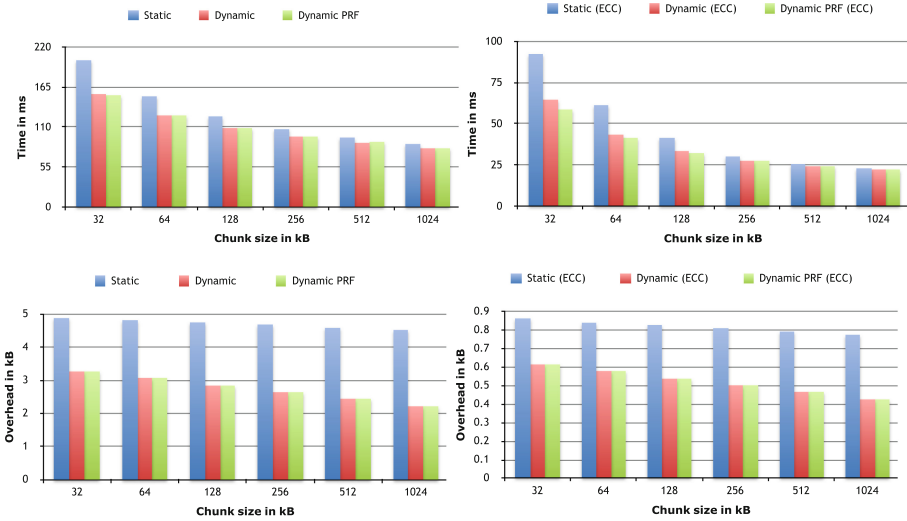 Static Dynamic Dynamic PRF
220
165
110
55
0
Time in ms
32 64 128 256 512 1024
Chunk size in kB
Static (ECC) Dynamic (ECC) Dynamic PRF (ECC)
100
75
50
25
0
Time in ms
32 64 128 256 512 1024
Chunk size in kB
Static Dynamic Dynamic PRF
5
4
3
2
1
0
Overhead in kB
32 64 128 256 512 1024
Chunk size in kB
Static (ECC) Dynamic (ECC) Dynamic PRF (ECC)
0.9
0.8
0.7
0.6
0.5
0.4
0.3
0.2
0.1
0
Overhead in kB
32 64 128 256 512 1024
Chunk size in kB